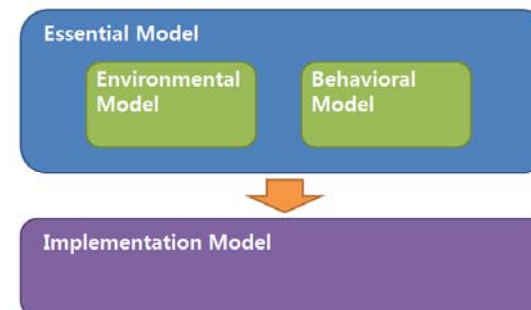 Essential Model
Environmental
Model
Behavioral
Model
Implementation Model